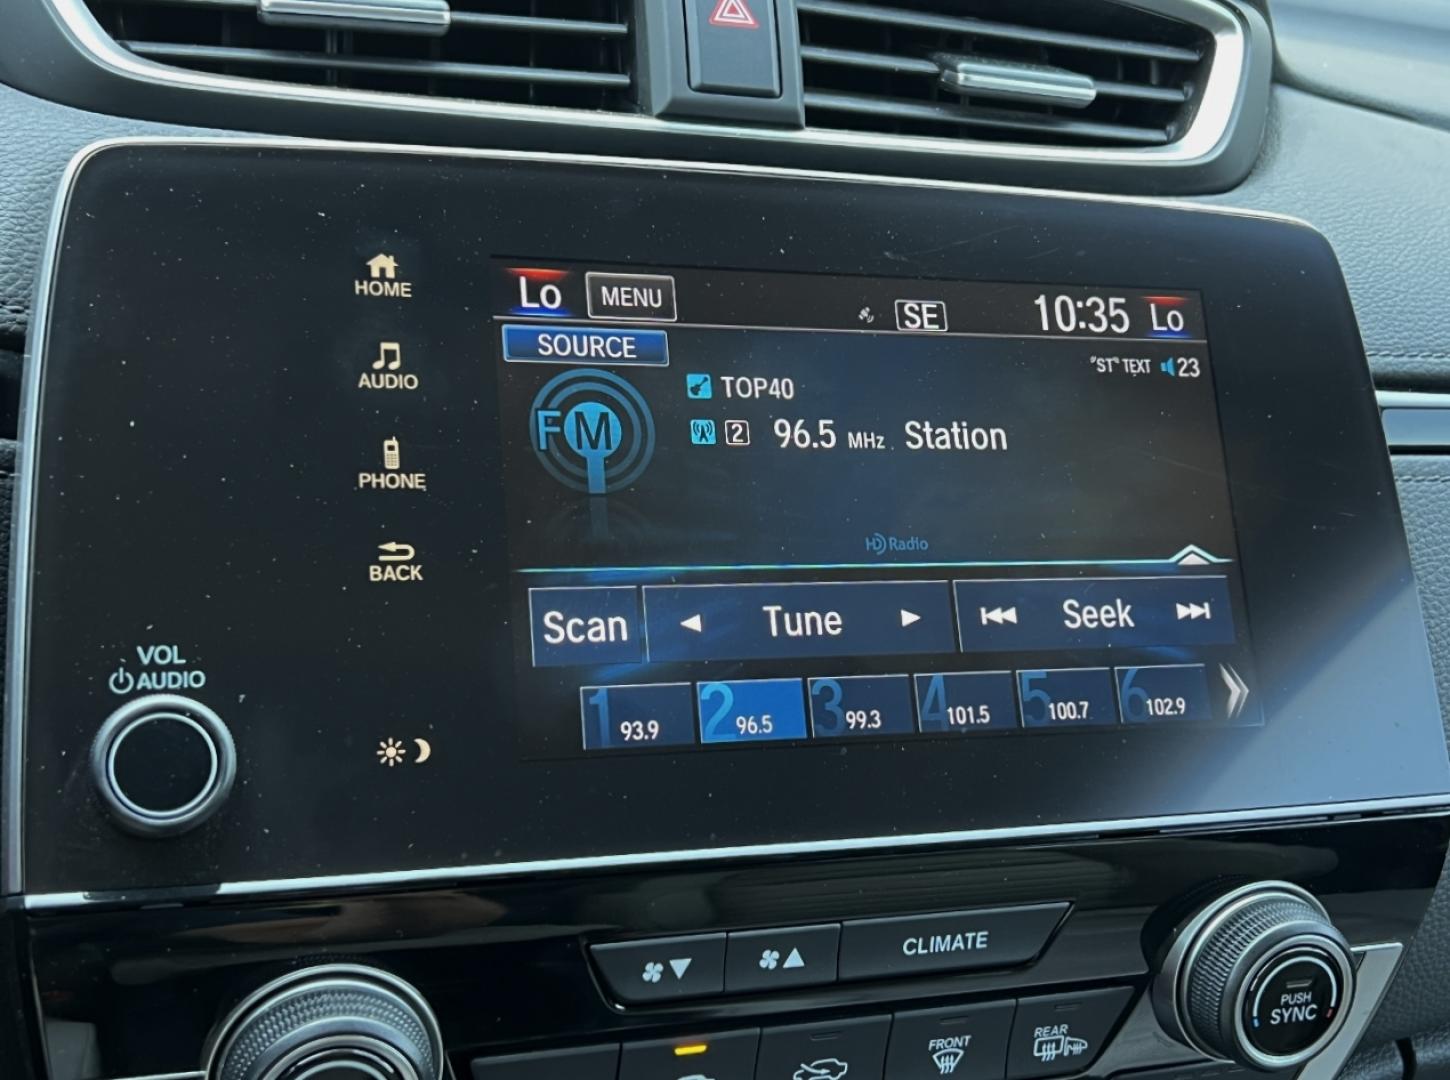 HOME
AUDIO
PHONE
BACK
VOL
AUDIO
Lo MENU SE 10:35 Lo
SOURCE
"ST" TEXT 23
FM
TOP40
2 96.5 MHz Station
HD Radio
Scan Tune Seek
1 93.9 2 96.5 3 99.3 4 101.5 5 100.7 6 102.9
CLIMATE
PUSH
SYNC
FRONT
REAR